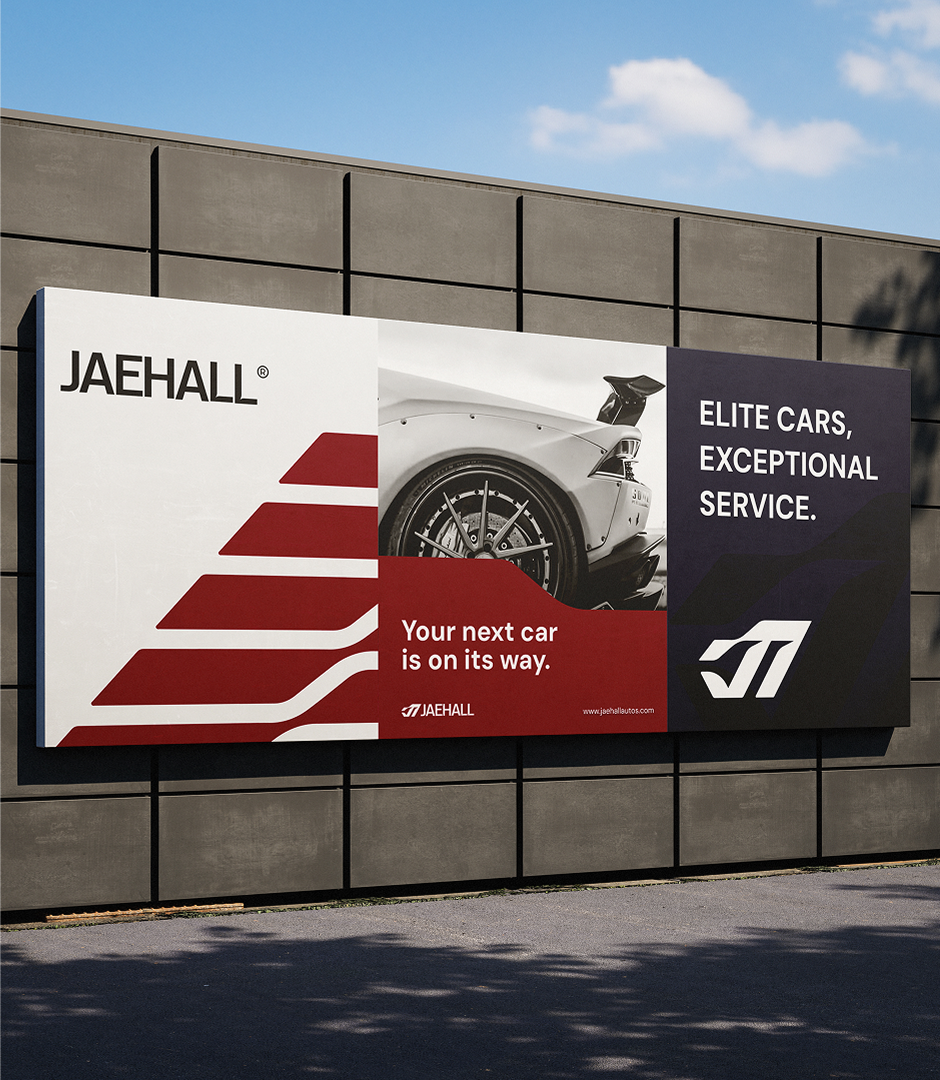 JAEHALL®
Your next car
is on its way.
JAEHALL
www.jaehallautos.com
ELITE CARS,
EXCEPTIONAL
SERVICE.